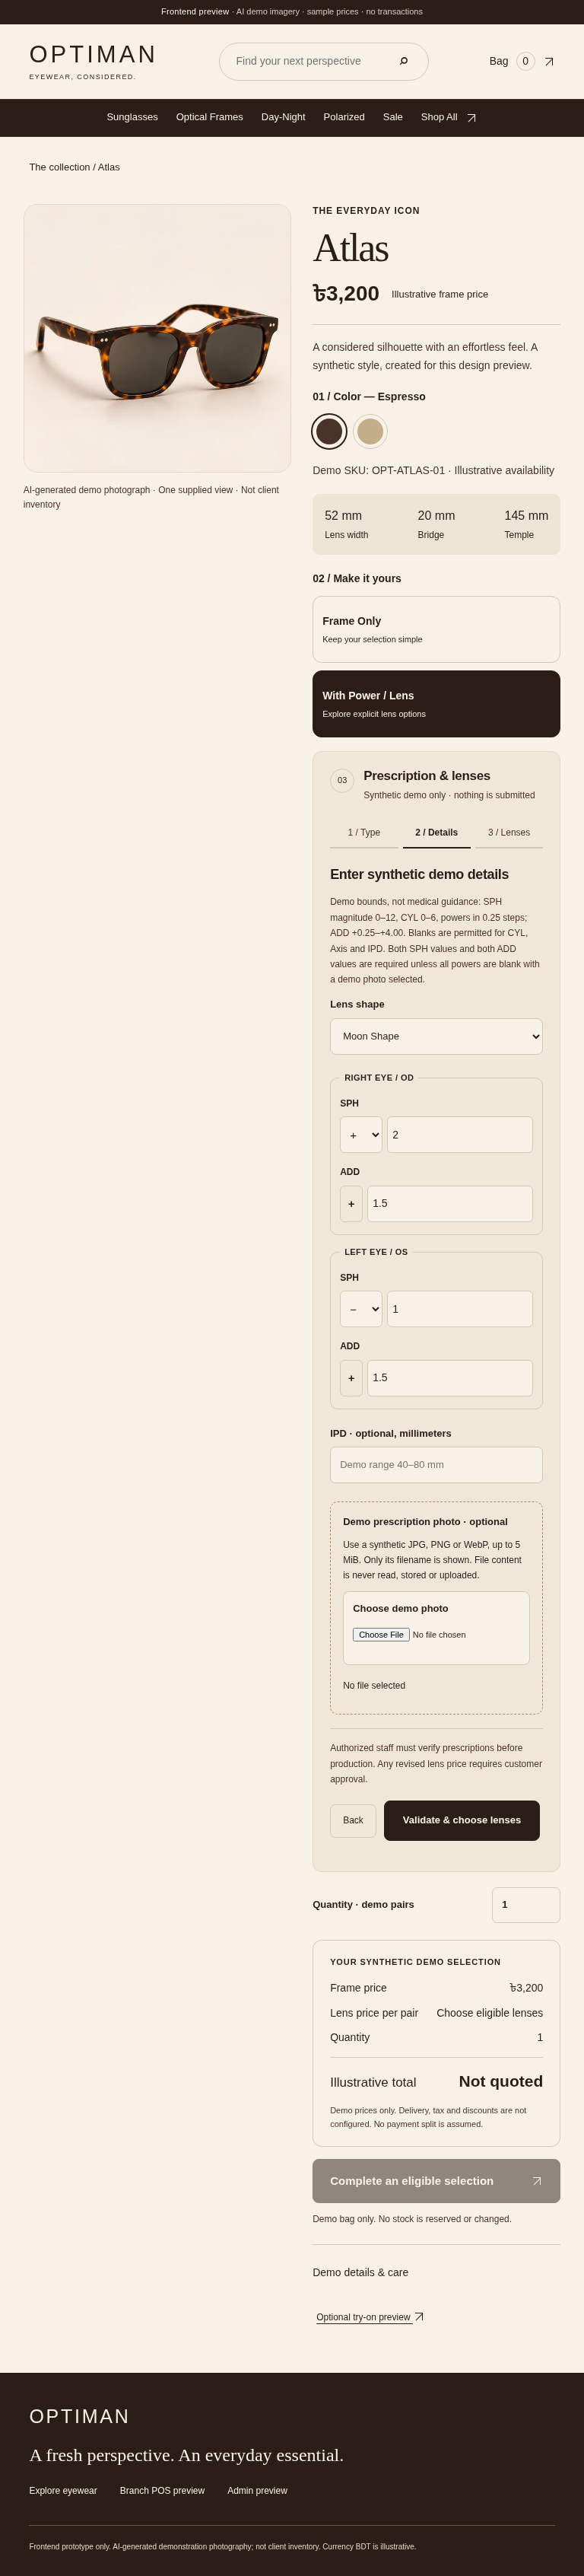 Frontend preview · AI demo imagery · sample prices · no transactions
OPTIMAN
EYEWEAR, CONSIDERED.
Find your next perspective
Bag 0
Sunglasses Optical Frames Day-Night Polarized Sale Shop All
The collection / Atlas
AI-generated demo photograph · One supplied view · Not client
inventory
THE EVERYDAY ICON
Atlas
৳3,200 Illustrative frame price
A considered silhouette with an effortless feel. A
synthetic style, created for this design preview.
01 / Color — Espresso
Demo SKU: OPT-ATLAS-01 · Illustrative availability
52 mm 20 mm 145 mm
Lens width Bridge Temple
02 / Make it yours
Frame Only
Keep your selection simple
With Power / Lens
Explore explicit lens options
03 Prescription & lenses
Synthetic demo only · nothing is submitted
1 / Type 2 / Details 3 / Lenses
Enter synthetic demo details
Demo bounds, not medical guidance: SPH
magnitude 0–12, CYL 0–6, powers in 0.25 steps;
ADD +0.25–+4.00. Blanks are permitted for CYL,
Axis and IPD. Both SPH values and both ADD
values are required unless all powers are blank with
a demo photo selected.
Lens shape
Moon Shape
RIGHT EYE / OD
SPH
+ 2
ADD
+ 1.5
LEFT EYE / OS
SPH
− 1
ADD
+ 1.5
IPD · optional, millimeters
Demo range 40–80 mm
Demo prescription photo · optional
Use a synthetic JPG, PNG or WebP, up to 5
MiB. Only its filename is shown. File content
is never read, stored or uploaded.
Choose demo photo
Choose File No file chosen
No file selected
Authorized staff must verify prescriptions before
production. Any revised lens price requires customer
approval.
Back Validate & choose lenses
Quantity · demo pairs 1
YOUR SYNTHETIC DEMO SELECTION
Frame price ৳3,200
Lens price per pair Choose eligible lenses
Quantity 1
Illustrative total Not quoted
Demo prices only. Delivery, tax and discounts are not
configured. No payment split is assumed.
Complete an eligible selection
Demo bag only. No stock is reserved or changed.
Demo details & care
Optional try-on preview
OPTIMAN
A fresh perspective. An everyday essential.
Explore eyewear Branch POS preview Admin preview
Frontend prototype only. AI-generated demonstration photography; not client inventory. Currency BDT is illustrative.